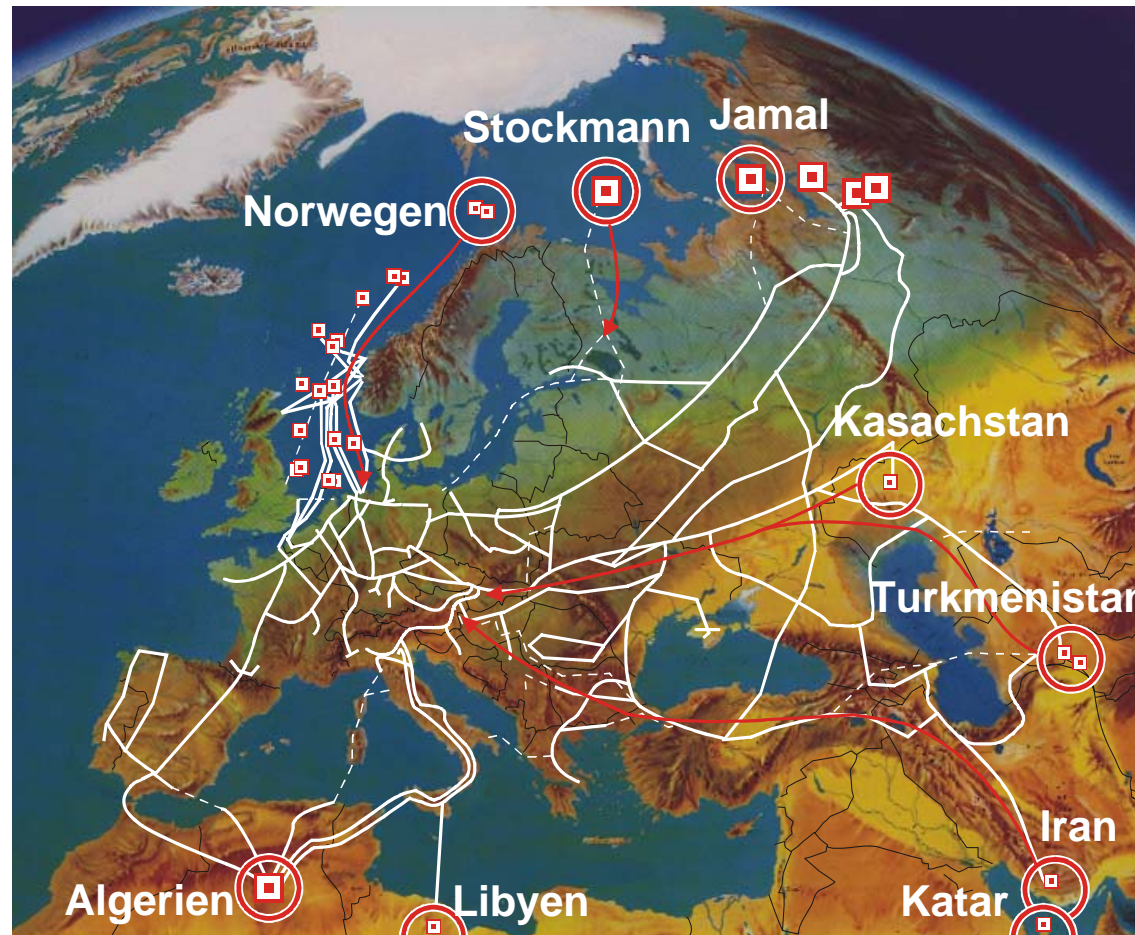 Stockmann
Jamal
Norwegen
Kasachstan
Turkmenistan
Iran
Algerien
Libyen
Katar